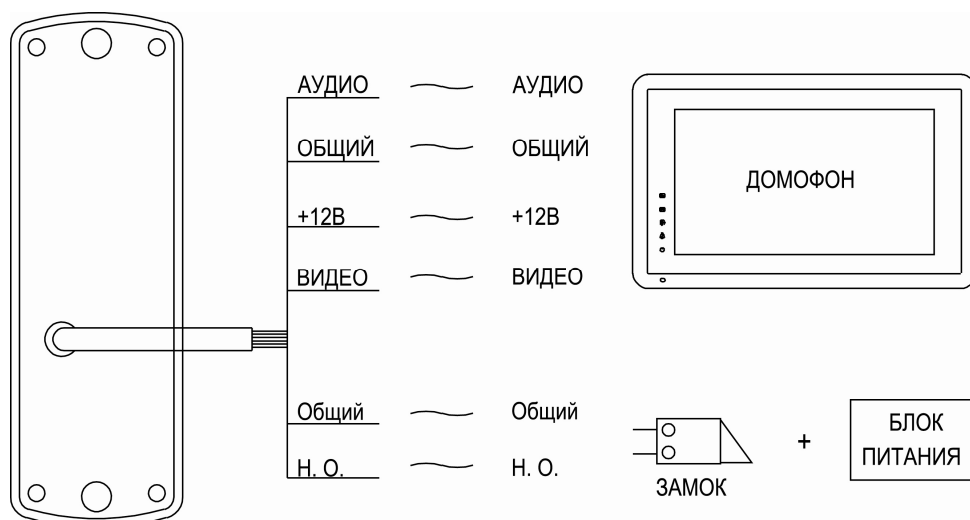 АУДИО АУДИО
ОБЩИЙ ОБЩИЙ
ДОМОФОН
+12В +12В
ВИДЕО ВИДЕО
Общий Общий
Н. О. Н. О.
ЗАМОК
+
БЛОК
ПИТАНИЯ